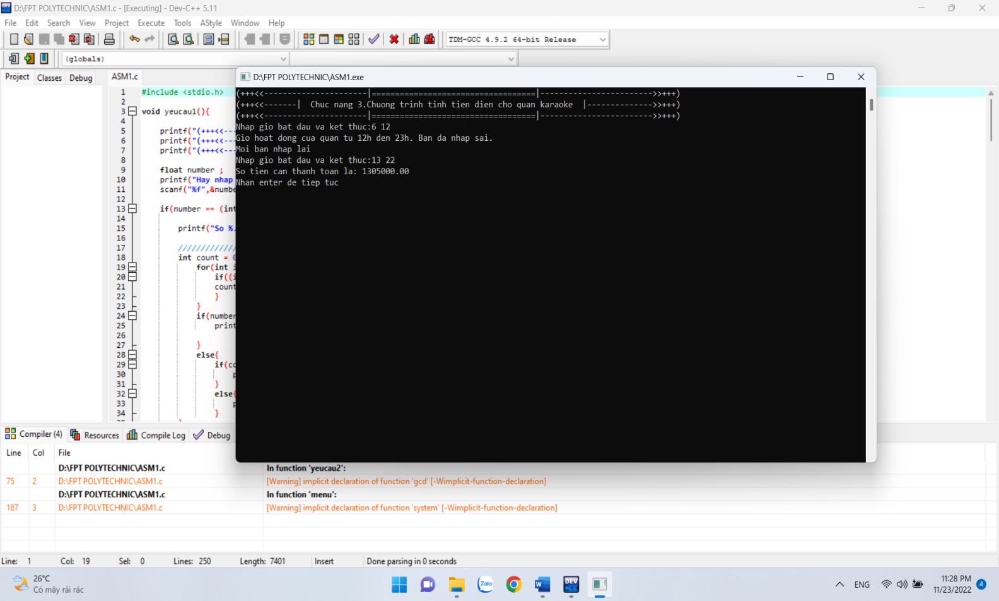 D:\FPT POLYTECHNIC\ASM1.c - [Executing] - Dev-C++ 5.11
File Edit Search View Project Execute Tools AStyle Window Help
TDM-GCC 4.9.2 64-bit Release
(globals)
Project Classes Debug
ASM1.c
1 #include <stdio.h>
2
3 void yeucau1(){
4
5 printf("(+++<<---
6 printf("(+++<<---
7 printf("(+++<<---
8
9 float number ;
10 printf("Hay nhap
11 scanf("%f",&numbe
12
13 if(number == (int
14
15 printf("So %.
16
17 /////////////
18 int count = 0
19 for(int i
20 if((i
21 count
22 }
23 }
24 if(number
25 print
26
27 }
28 else{
29 if(co
30 p
31 }
32 else{
33 p
34 }
D:\FPT POLYTECHNIC\ASM1.exe
(+++<<----------------------|===================================|------------------------>>+++)
(+++<<-------| Chuc nang 3.Chuong trinh tinh tien dien cho quan karaoke |-------------->>+++)
(+++<<----------------------|===================================|------------------------>>+++)
Nhap gio bat dau va ket thuc:6 12
Gio hoat dong cua quan tu 12h den 23h. Ban da nhap sai.
Moi ban nhap lai
Nhap gio bat dau va ket thuc:13 22
So tien can thanh toan la: 1305000.00
Nhan enter de tiep tuc
Compiler (4) Resources Compile Log Debug
Line Col File
D:\FPT POLYTECHNIC\ASM1.c In function 'yeucau2':
75 2 D:\FPT POLYTECHNIC\ASM1.c [Warning] implicit declaration of function 'gcd' [-Wimplicit-function-declaration]
D:\FPT POLYTECHNIC\ASM1.c In function 'menu':
187 3 D:\FPT POLYTECHNIC\ASM1.c [Warning] implicit declaration of function 'system' [-Wimplicit-function-declaration]
Line: 1 Col: 19 Sel: 0 Lines: 250 Length: 7401 Insert Done parsing in 0 seconds
26°C
Có mây rải rác
Zalo
DEV
ENG
11:28 PM
11/23/2022
4